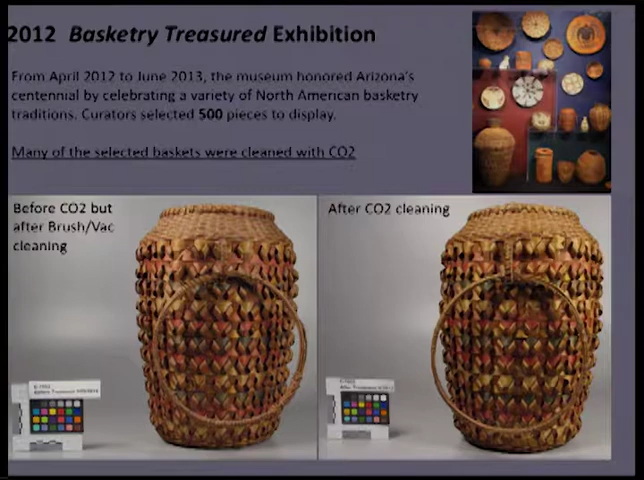 2012 Basketry Treasured Exhibition
From April 2012 to June 2013, the museum honored Arizona's
centennial by celebrating a variety of North American basketry
traditions. Curators selected 500 pieces to display.
Many of the selected baskets were cleaned with CO2
Before CO2 but
after Brush/Vac
cleaning
After CO2 cleaning